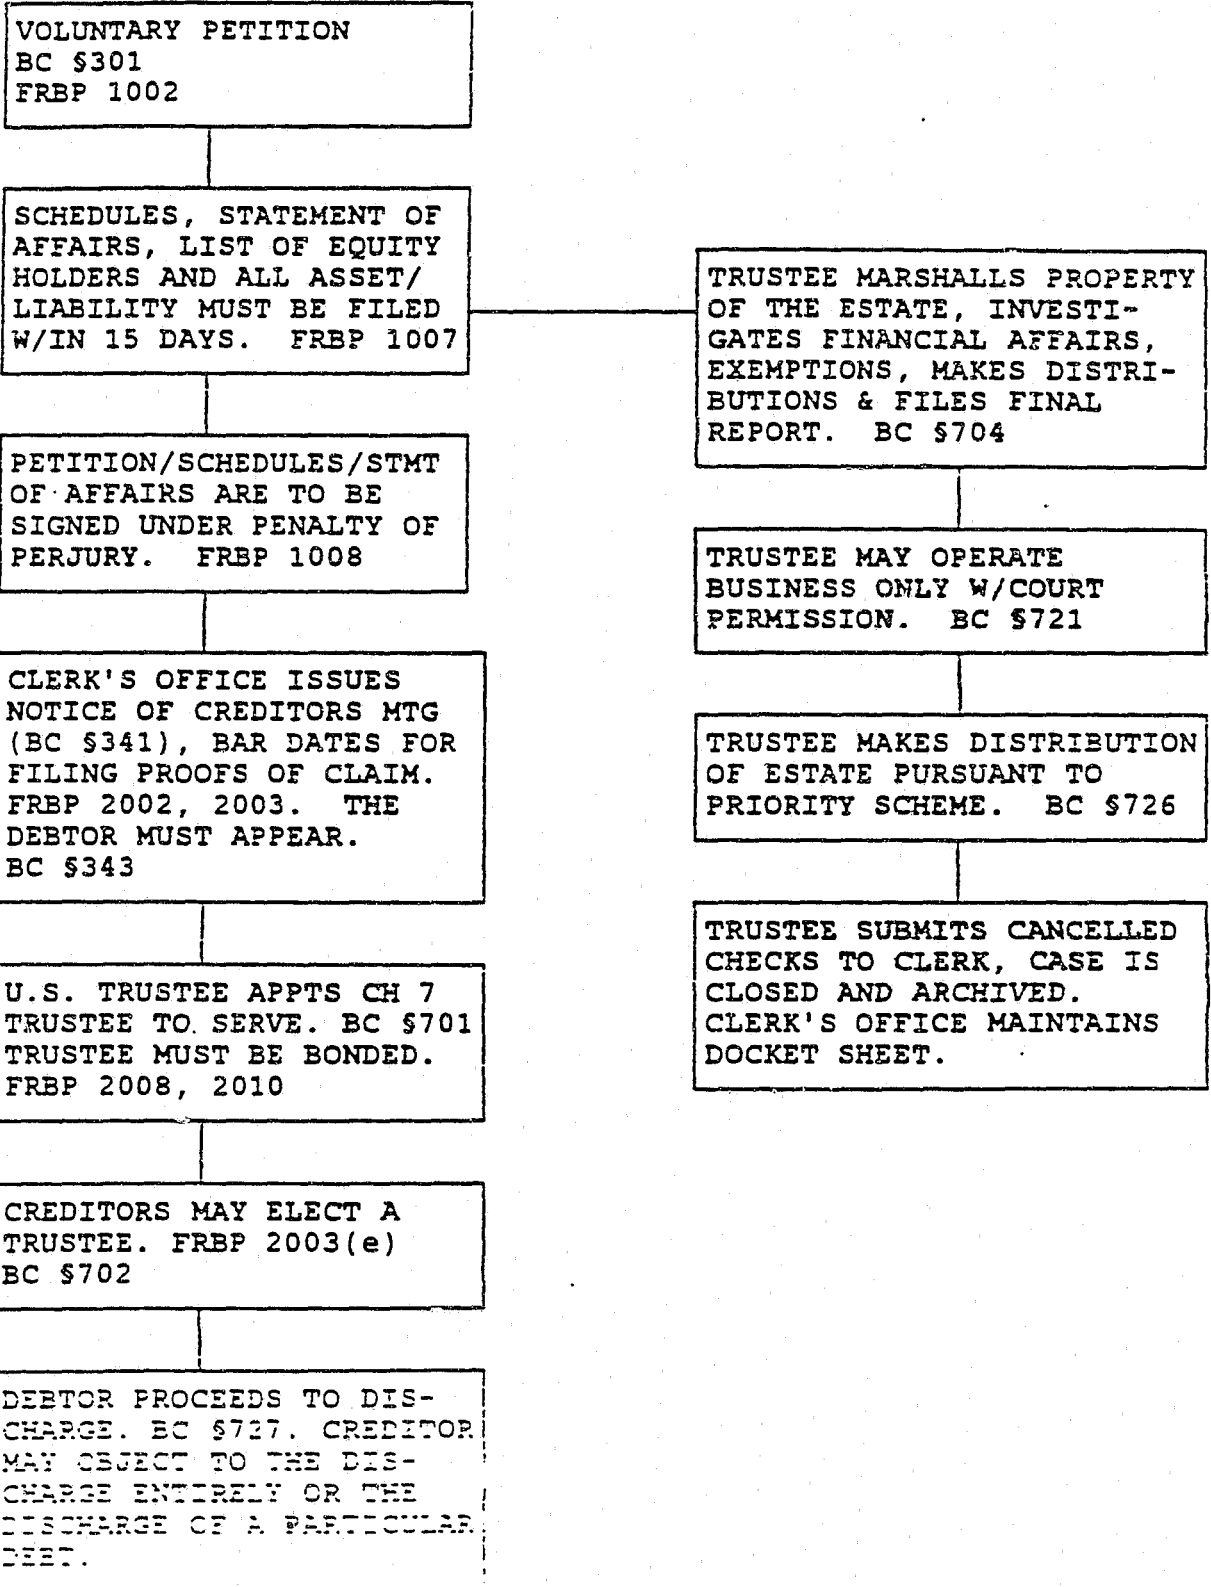 VOLUNTARY PETITION
BC §301
FRBP 1002
SCHEDULES, STATEMENT OF
AFFAIRS, LIST OF EQUITY
HOLDERS AND ALL ASSET/
LIABILITY MUST BE FILED
W/IN 15 DAYS. FRBP 1007
PETITION/SCHEDULES/STMT
OF AFFAIRS ARE TO BE
SIGNED UNDER PENALTY OF
PERJURY. FRBP 1008
CLERK'S OFFICE ISSUES
NOTICE OF CREDITORS MTG
(BC §341), BAR DATES FOR
FILING PROOFS OF CLAIM.
FRBP 2002, 2003. THE
DEBTOR MUST APPEAR.
BC §343
U.S. TRUSTEE APPTS CH 7
TRUSTEE TO SERVE. BC §701
TRUSTEE MUST BE BONDED.
FRBP 2008, 2010
CREDITORS MAY ELECT A
TRUSTEE. FRBP 2003(e)
BC §702
DEBTOR PROCEEDS TO DIS-
CHARGE. BC §727. CREDITOR
MAY OBJECT TO THE DIS-
CHARGE ENTIRELY OR THE
DISCHARGE OF A PARTICULAR
DEBT.
TRUSTEE MARSHALLS PROPERTY
OF THE ESTATE, INVESTI-
GATES FINANCIAL AFFAIRS,
EXEMPTIONS, MAKES DISTRI-
BUTIONS & FILES FINAL
REPORT. BC §704
TRUSTEE MAY OPERATE
BUSINESS ONLY W/COURT
PERMISSION. BC §721
TRUSTEE MAKES DISTRIBUTION
OF ESTATE PURSUANT TO
PRIORITY SCHEME. BC §726
TRUSTEE SUBMITS CANCELLED
CHECKS TO CLERK, CASE IS
CLOSED AND ARCHIVED.
CLERK'S OFFICE MAINTAINS
DOCKET SHEET.